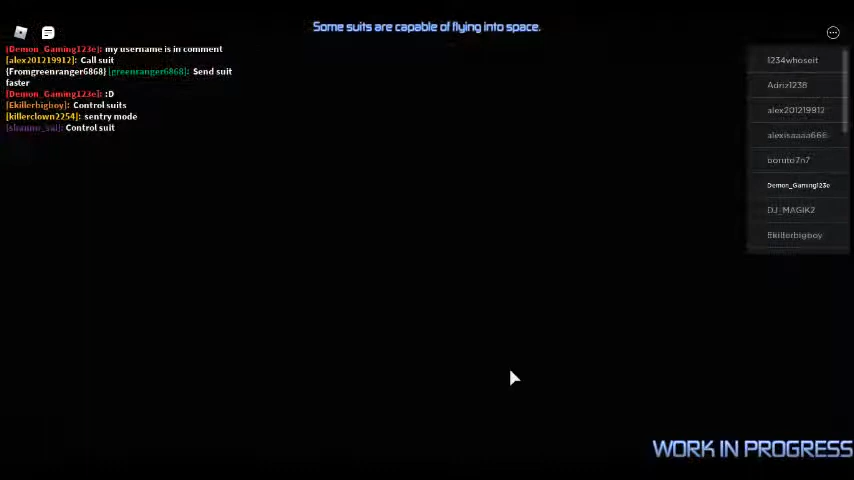 Some suits are capable of flying into space.
[Demon_Gaming123e]: my username is in comment
[alex201219912]: Call suit
{Fromgreenranger6868} [greenranger6868]: Send suit
faster
[Demon_Gaming123e]: :D
[Ekillerbigboy]: Control suits
[killerclown2254]: sentry mode
Control suit
1234whoseit
Adriz1238
alex201219912
alexisaaaa666
boruto7n7
Demon_Gaming123e
DJ_MAGIK2
Ekillerbigboy
WORK IN PROGRESS